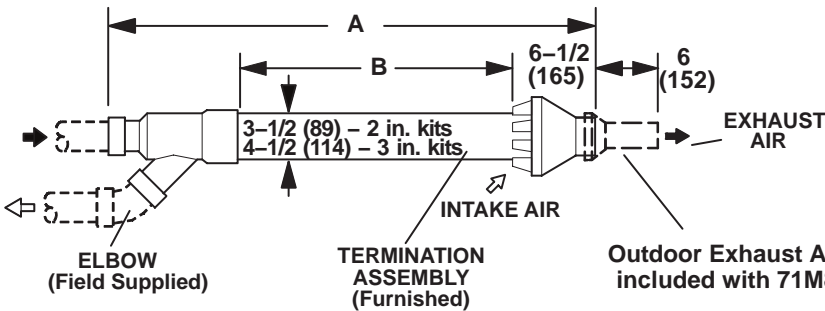 A
B
6–1/2
(165)
6
(152)
3–1/2 (89) – 2 in. kits
4–1/2 (114) – 3 in. kits
EXHAUST
AIR
INTAKE AIR
ELBOW
(Field Supplied)
TERMINATION
ASSEMBLY
(Furnished)
Outdoor Exhaust A
included with 71M